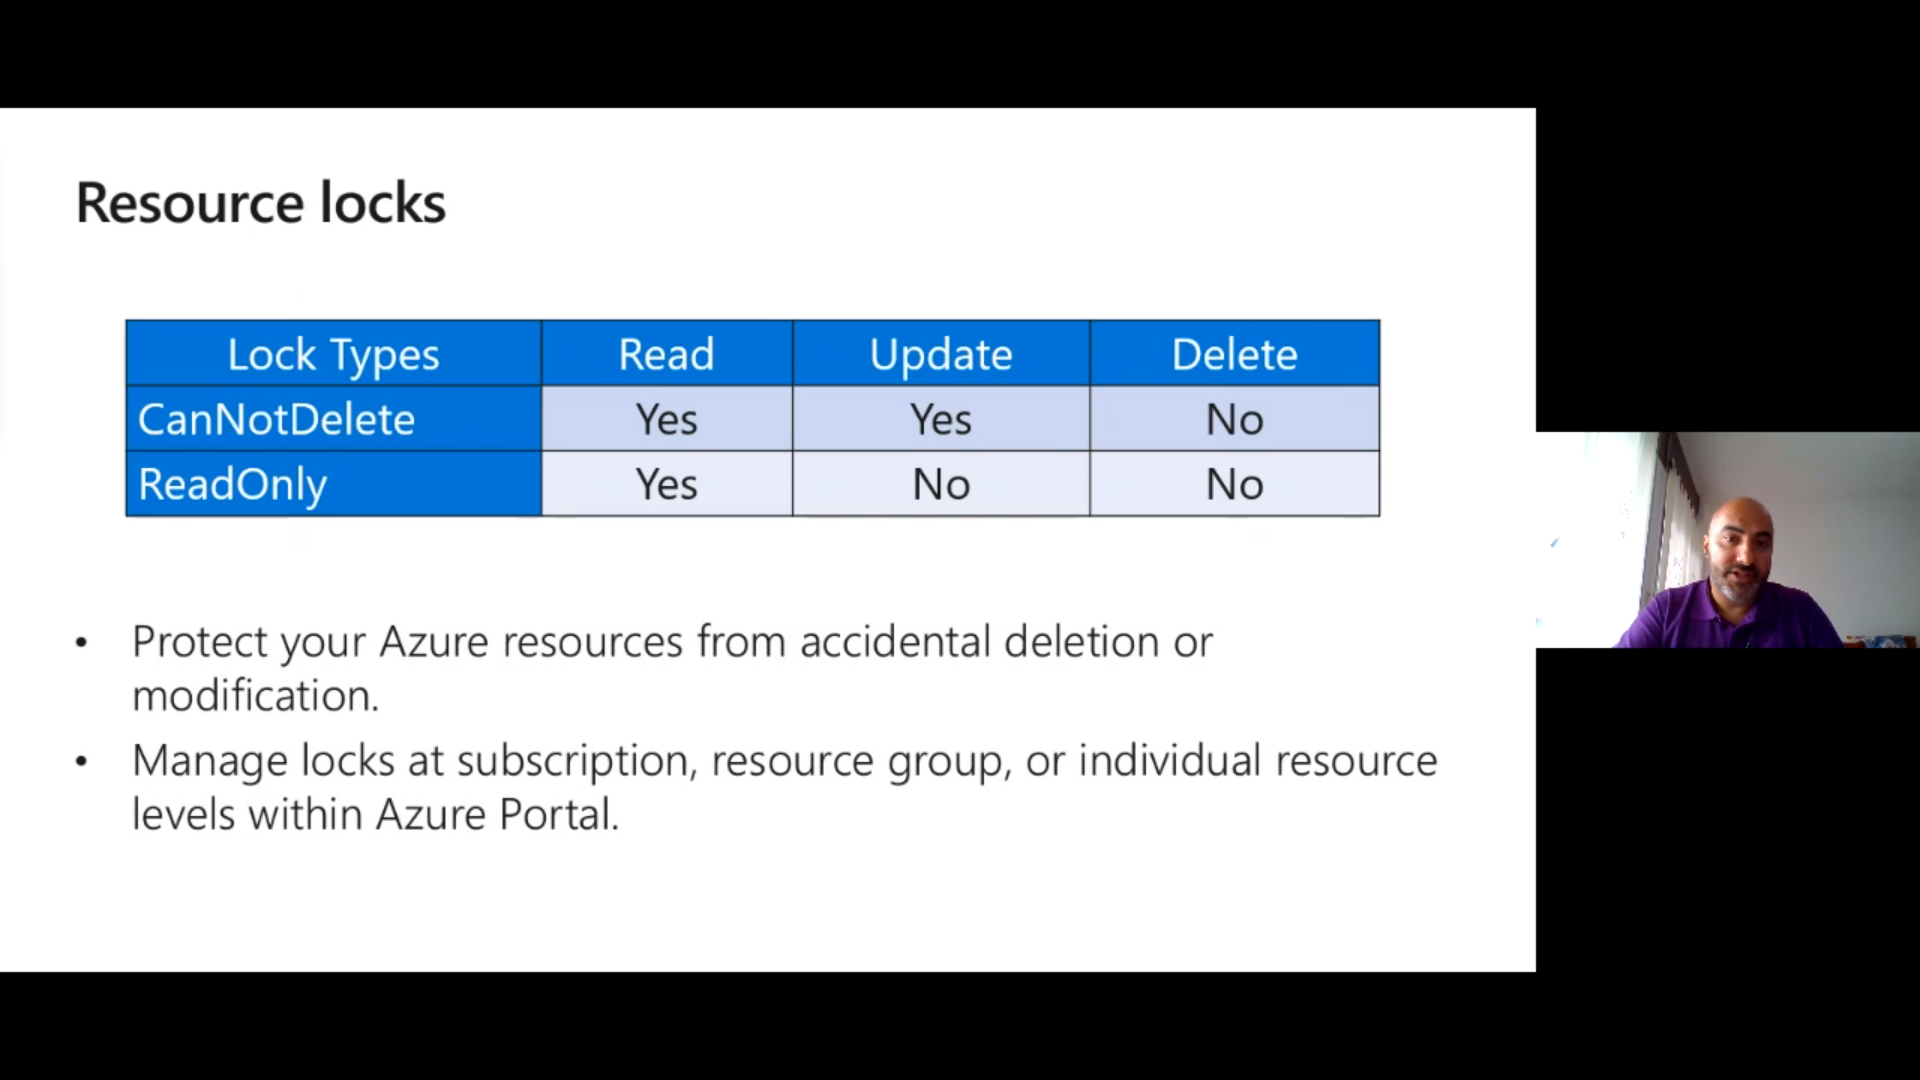 Resource locks
Lock Types Read Update Delete
CanNotDelete Yes Yes No
ReadOnly Yes No No
• Protect your Azure resources from accidental deletion or
modification.
• Manage locks at subscription, resource group, or individual resource
levels within Azure Portal.